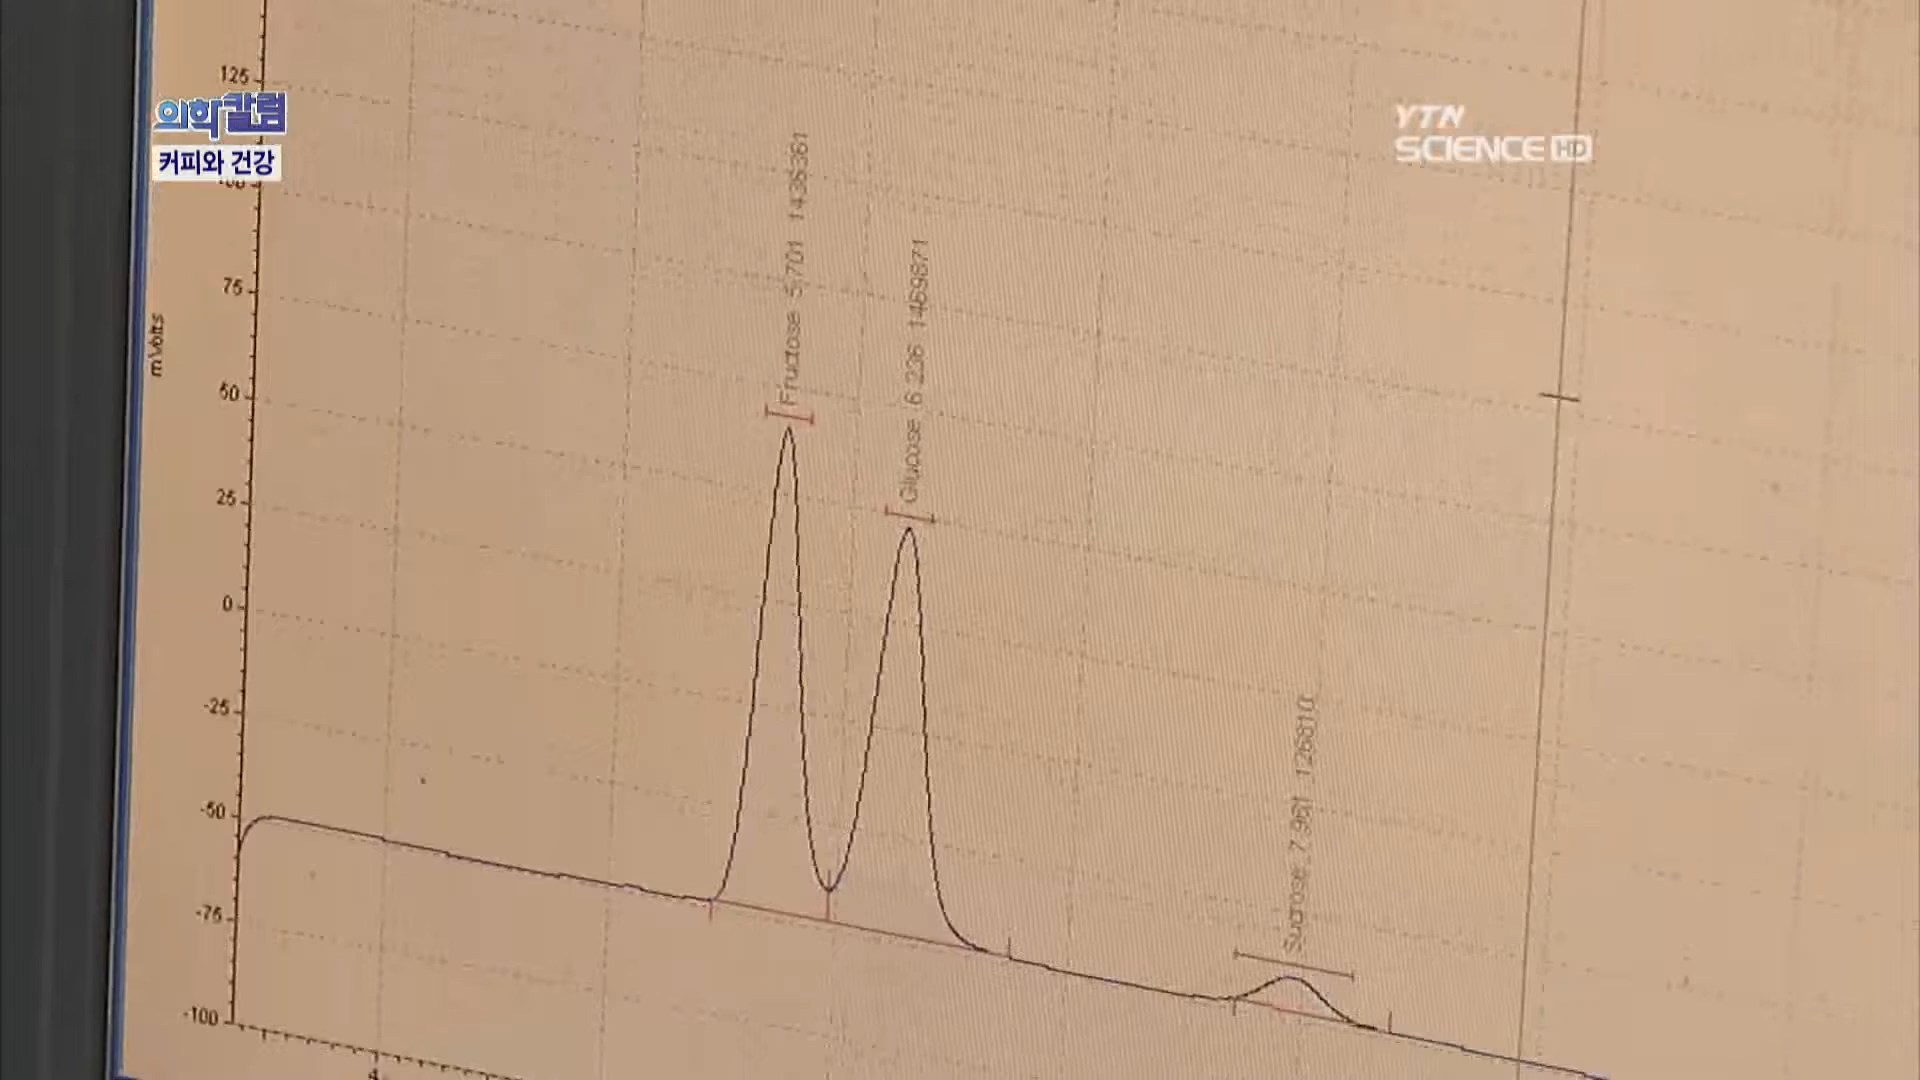 의학칼럼
커피와 건강
YTN
SCIENCE HD
125
100
75
mVolts
50
25
0
-25
-50
-75
-100
4
Fructose 5.701 1436361
Glucose 6.236 1469871
Sucrose 7.961 126810